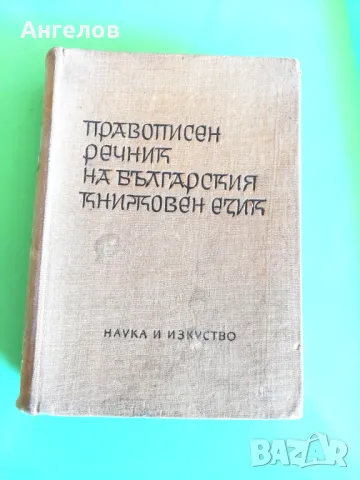 Ангелов
ПРАВОПИСЕН
РЕЧНИК
НА БЪЛГАРСКИЯ
КНИЖОВЕН ЕЗИК
НАУКА И ИЗКУСТВО
BAZAR